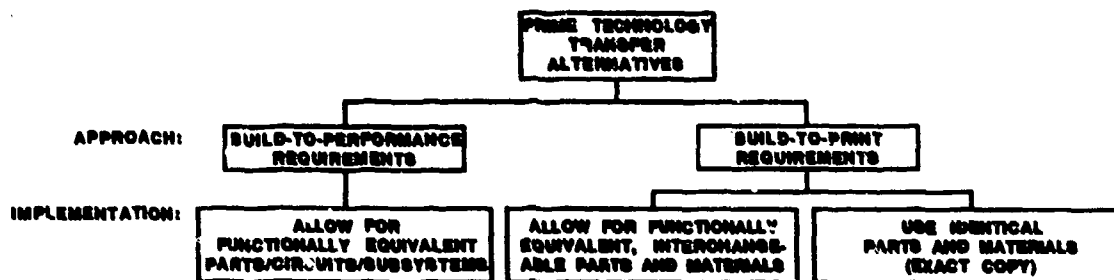 PRIME TECHNOLOGY
TRANSFER
ALTERNATIVES
APPROACH:
BUILD-TO-PERFORMANCE
REQUIREMENTS
BUILD-TO-PRINT
REQUIREMENTS
IMPLEMENTATION:
ALLOW FOR
FUNCTIONALLY EQUIVALENT
PARTS/CIRCUITS/SUBSYSTEMS
ALLOW FOR FUNCTIONALLY
EQUIVALENT, INTERCHANGE-
ABLE PARTS AND MATERIALS
USE IDENTICAL
PARTS AND MATERIALS
(EXACT COPY)